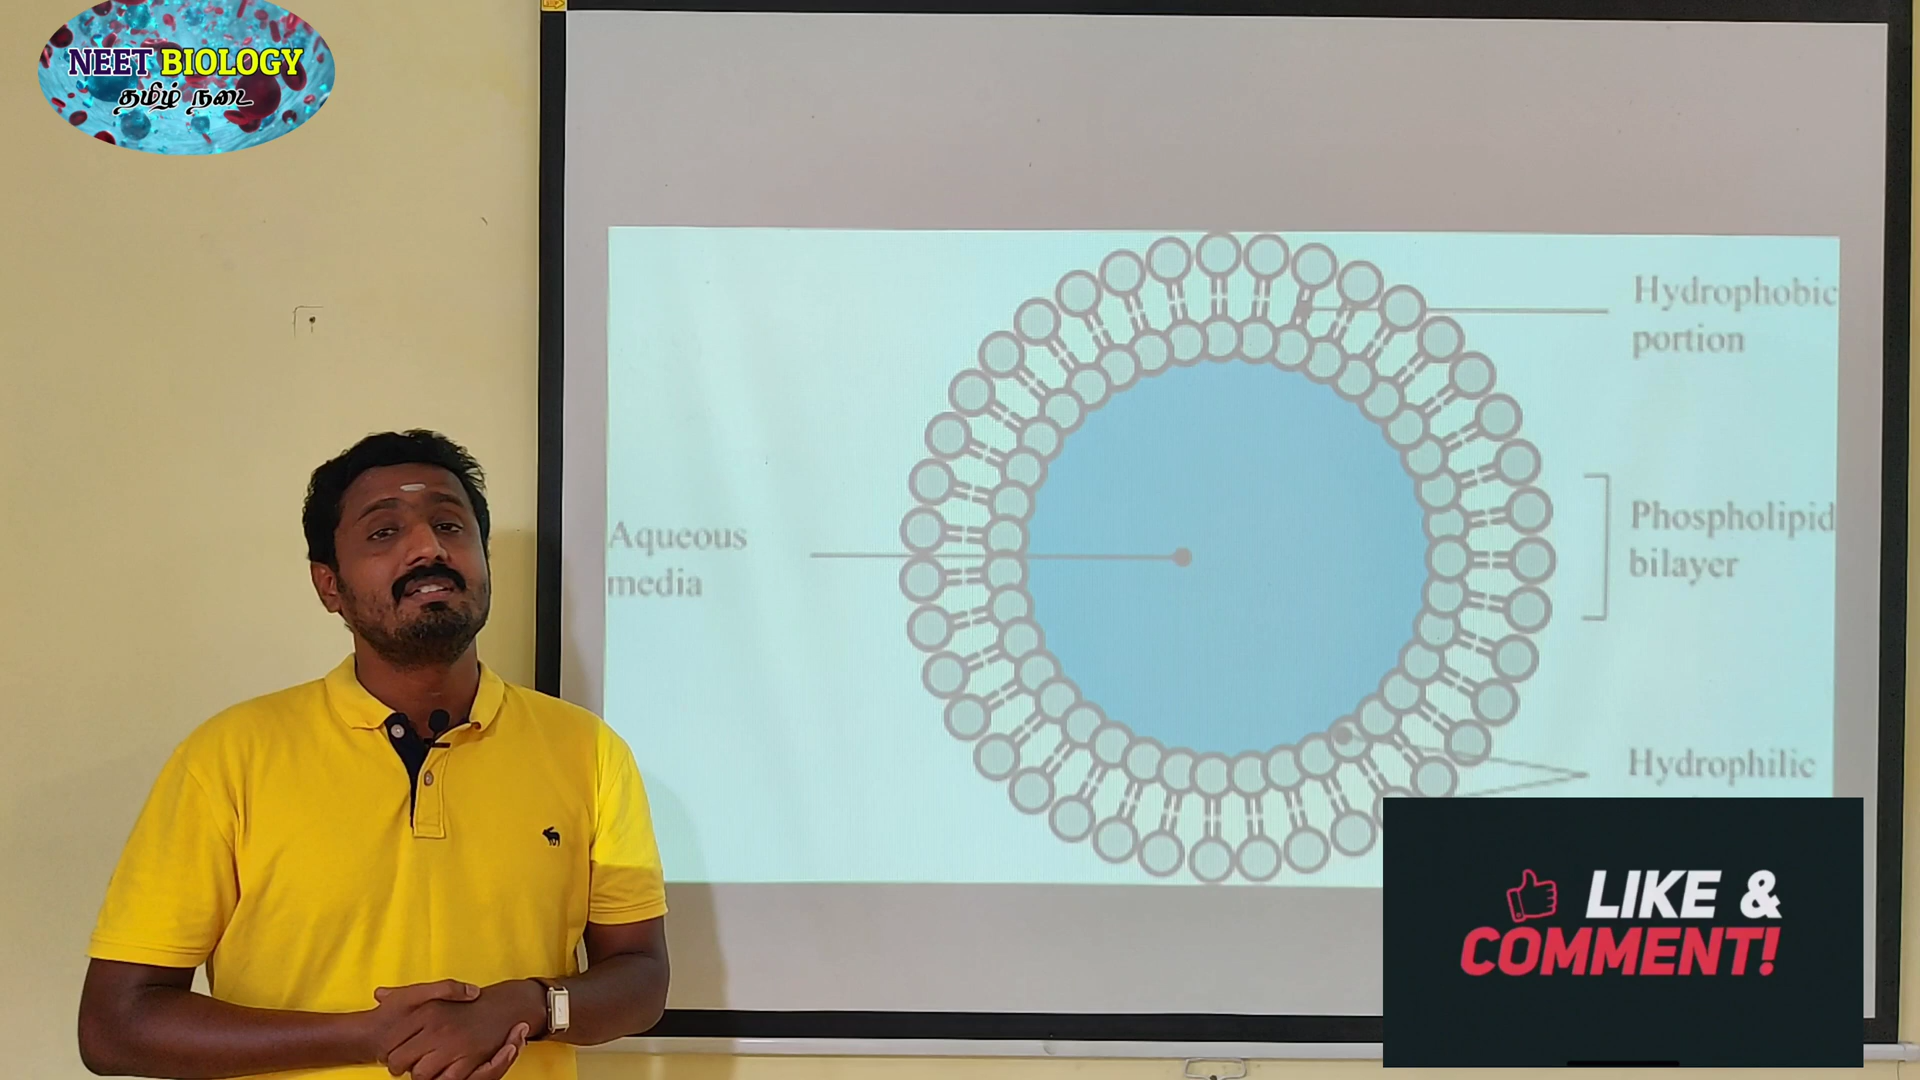 NEET BIOLOGY
தமிழ் நடை
Hydrophobic
portion
Aqueous
media
Phospholipid
bilayer
Hydrophilic
LIKE &
COMMENT!